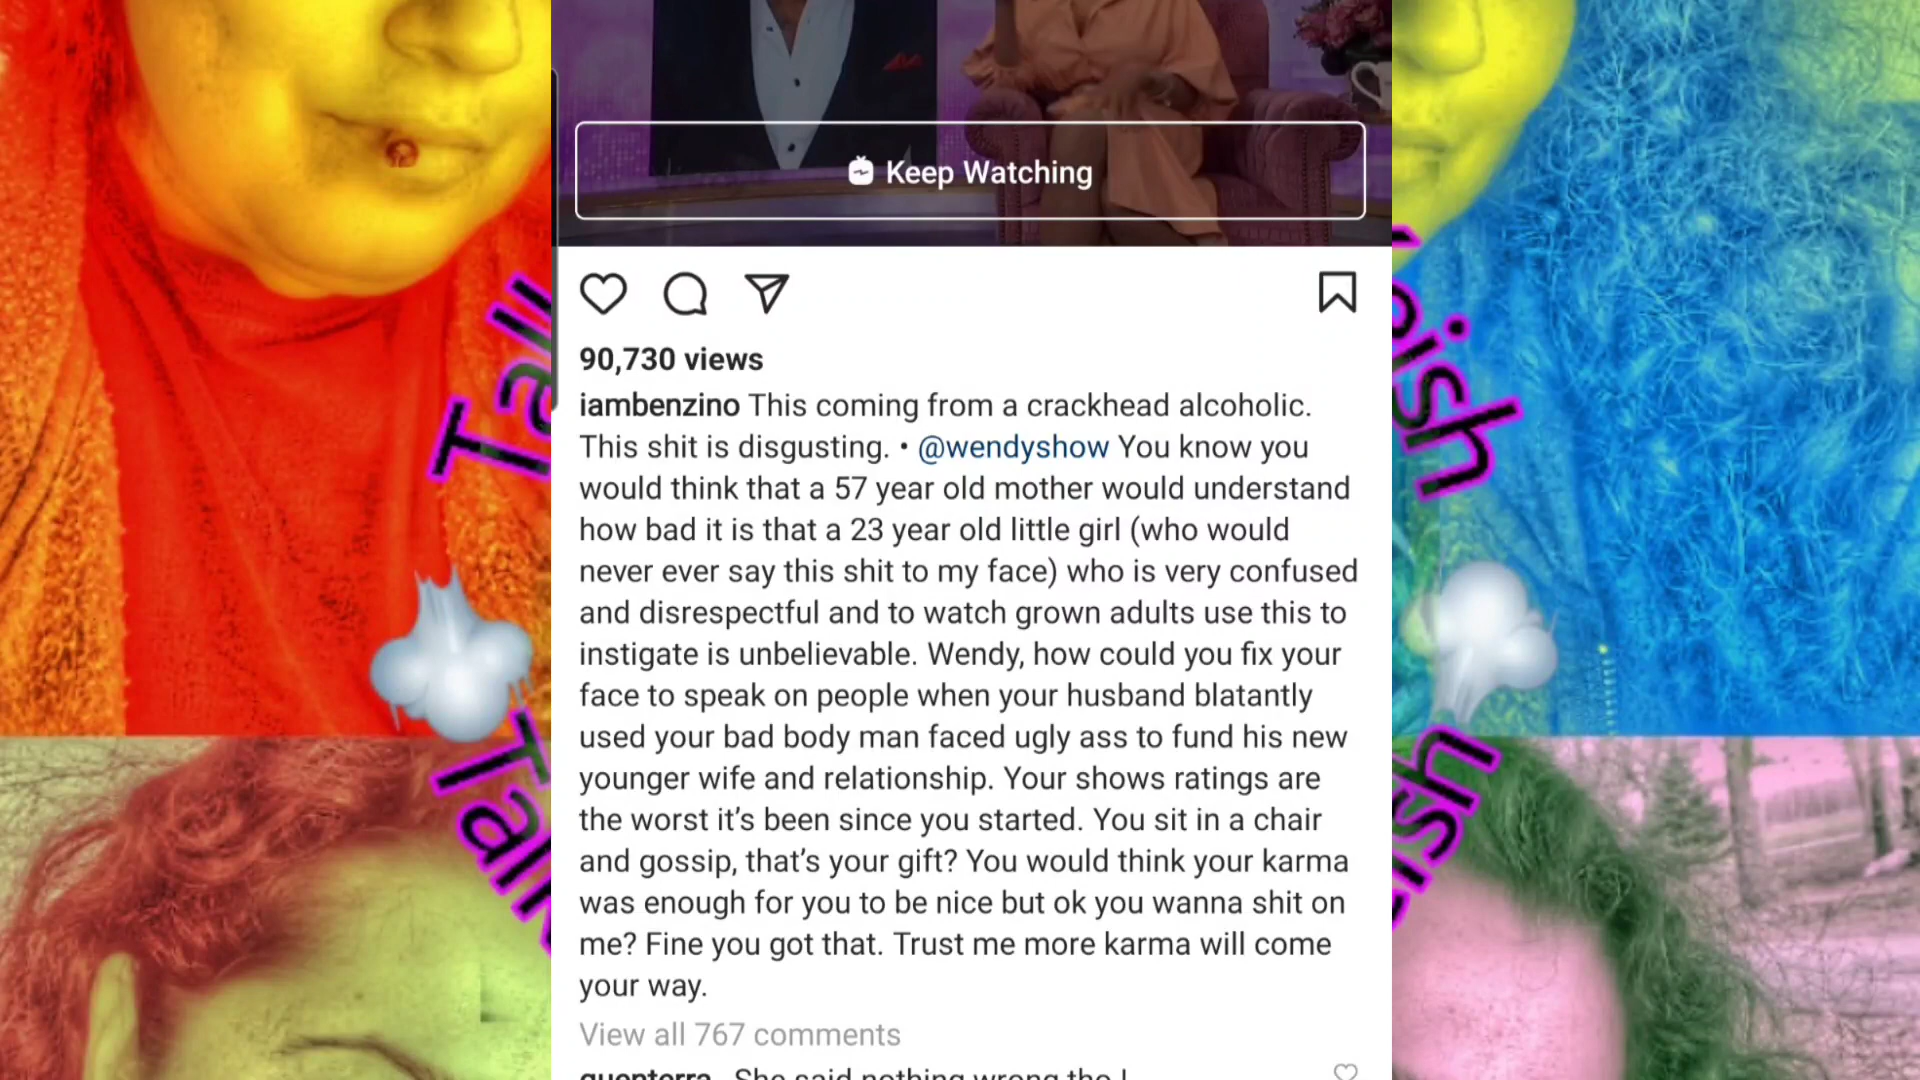 Keep Watching
90,730 views
iambenzino This coming from a crackhead alcoholic.
This shit is disgusting. • @wendyshow You know you
would think that a 57 year old mother would understand
how bad it is that a 23 year old little girl (who would
never ever say this shit to my face) who is very confused
and disrespectful and to watch grown adults use this to
instigate is unbelievable. Wendy, how could you fix your
face to speak on people when your husband blatantly
used your bad body man faced ugly ass to fund his new
younger wife and relationship. Your shows ratings are
the worst it’s been since you started. You sit in a chair
and gossip, that’s your gift? You would think your karma
was enough for you to be nice but ok you wanna shit on
me? Fine you got that. Trust me more karma will come
your way.
View all 767 comments
She said nothing wrong tho